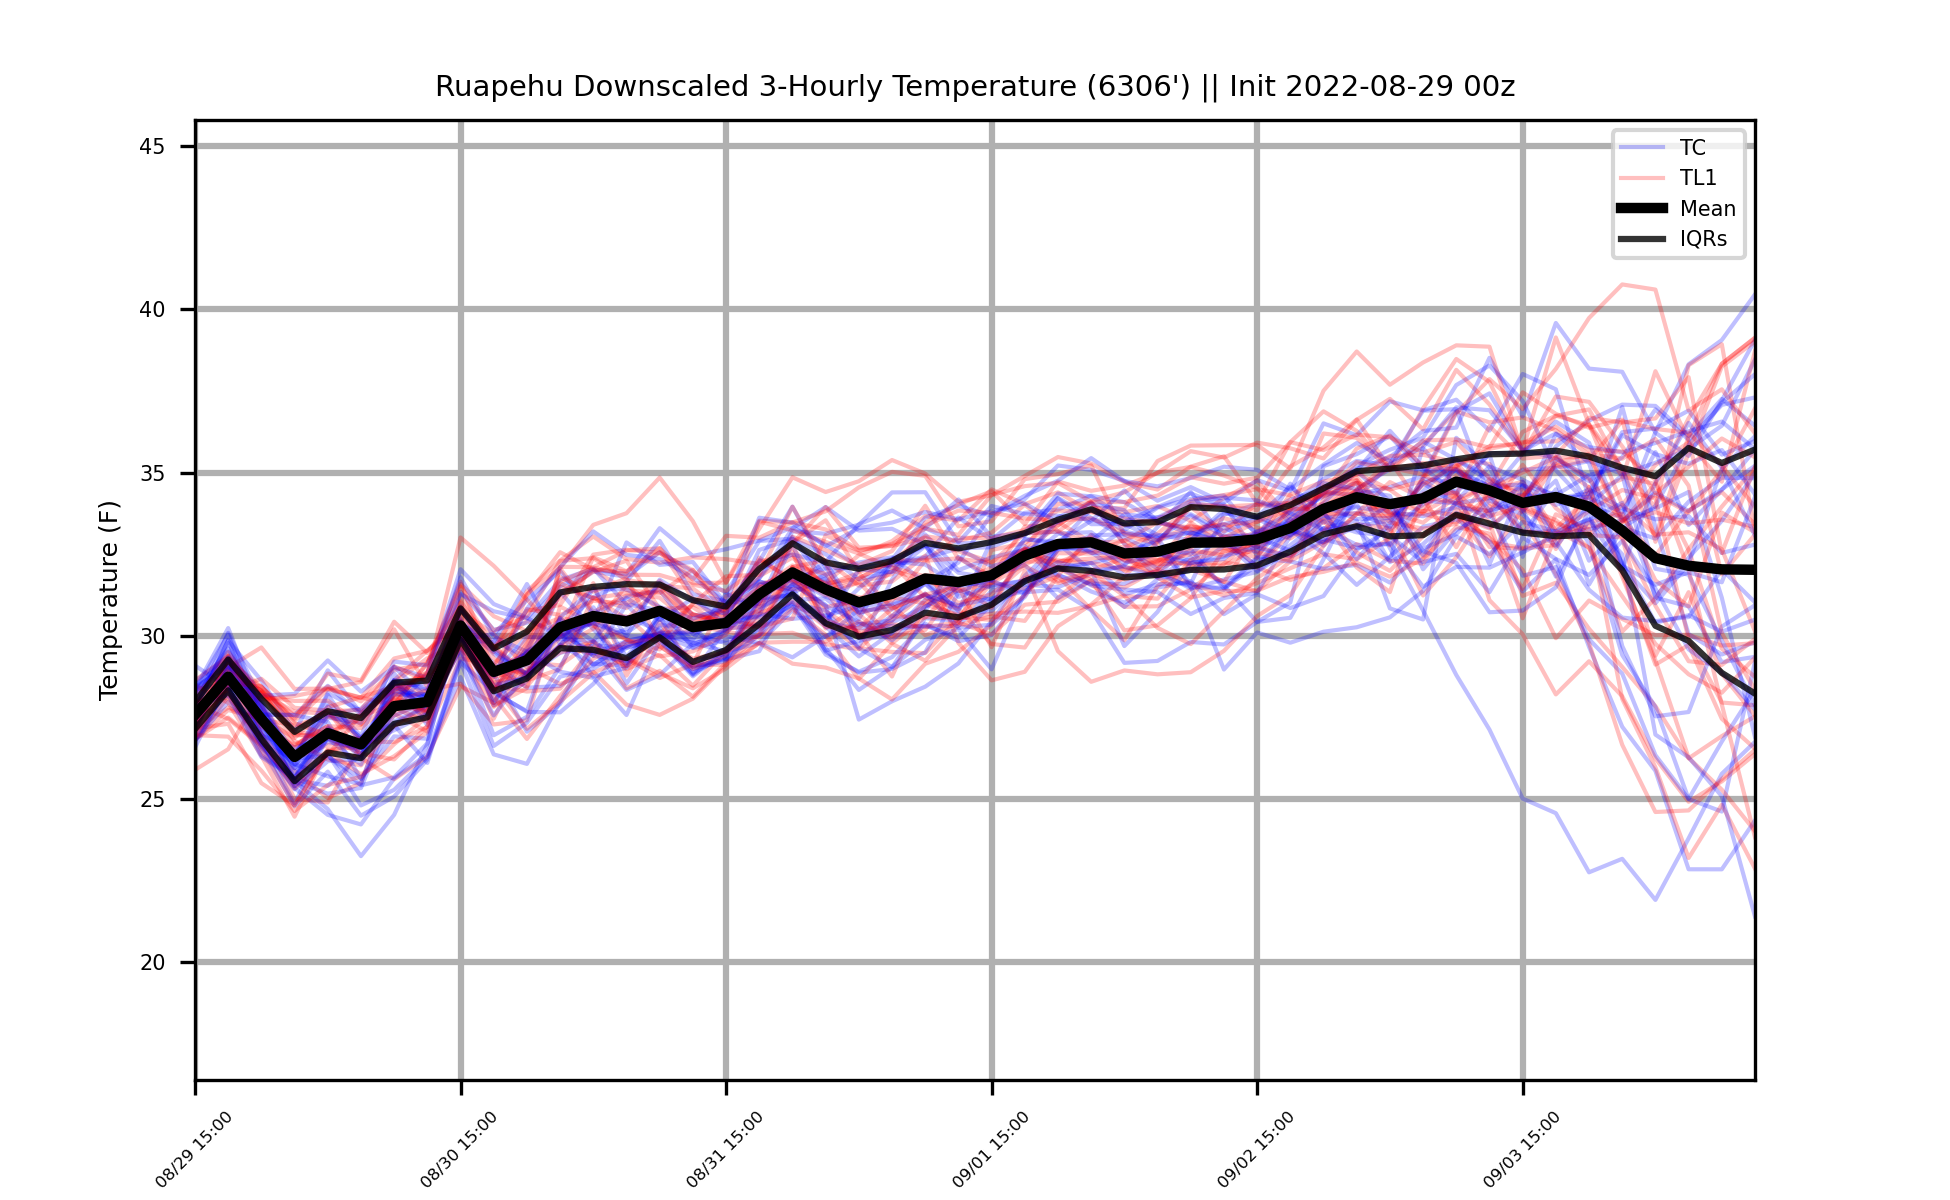 Ruapehu Downscaled 3-Hourly Temperature (6306') || Init 2022-08-29 00z
TC
TL1
Mean
IQRs
Temperature (F)
45
40
35
30
25
20
08/29 15:00
08/30 15:00
08/31 15:00
09/01 15:00
09/02 15:00
09/03 15:00